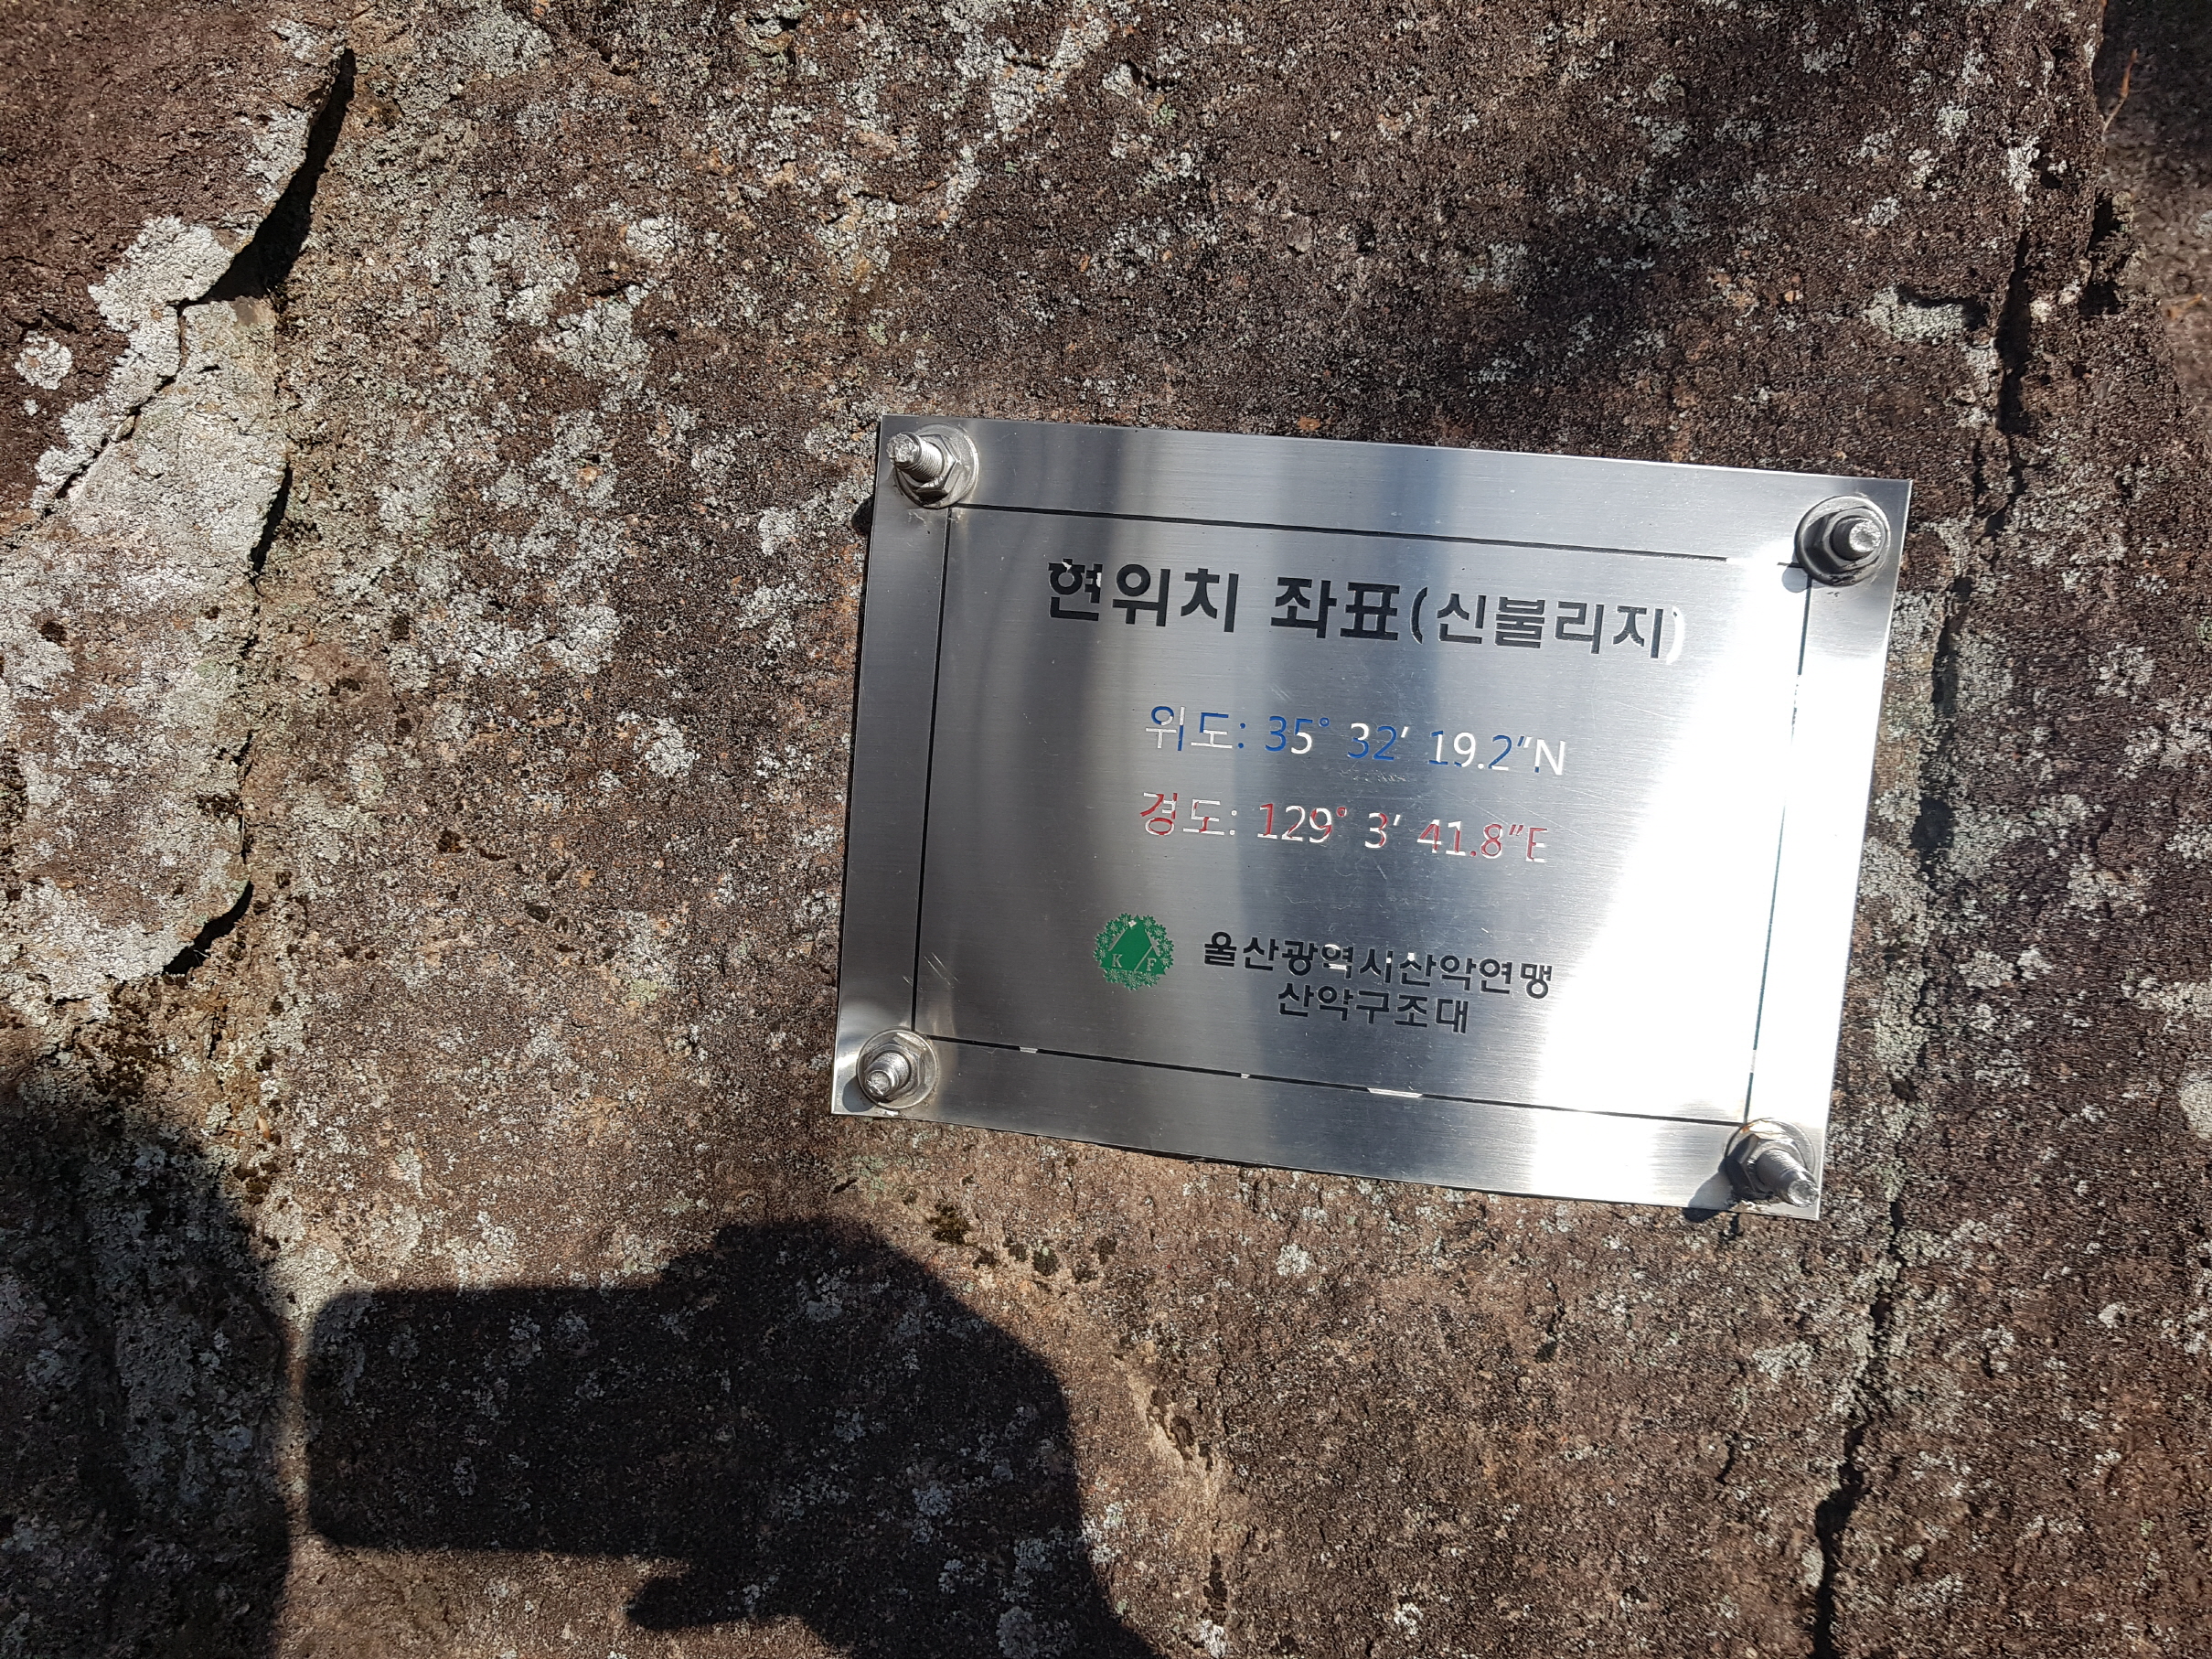 현위치 좌표(신불리지)
위도: 35° 32′ 19.2″N
경도: 129° 3′ 41.8″E
K F
울산광역시산악연맹
산악구조대